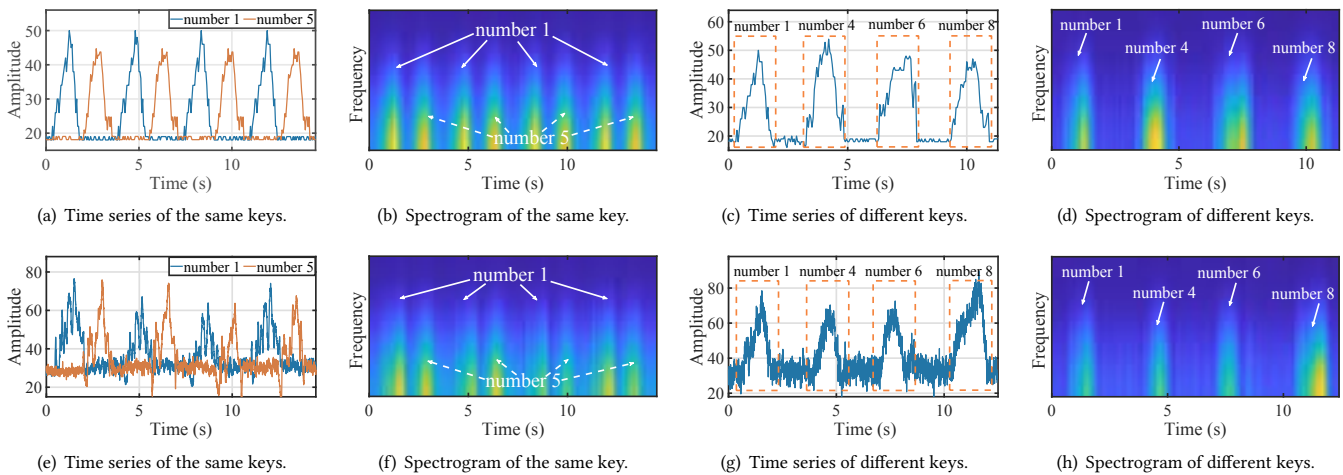 number 1 number 5
50
40
30
20
0 5 10
Amplitude
Time (s)
(a) Time series of the same keys.
number 1
number 5
Frequency
0 5 10
Time (s)
(b) Spectrogram of the same key.
number 1 number 4 number 6 number 8
60
50
40
30
20
0 5 10
Amplitude
Time (s)
(c) Time series of different keys.
number 1
number 6
number 4
number 8
Frequency
0 5 10
Time (s)
(d) Spectrogram of different keys.
number 1 number 5
80
60
40
20
0 5 10
Amplitude
Time (s)
(e) Time series of the same keys.
number 1
number 5
Frequency
0 5 10
Time (s)
(f) Spectrogram of the same key.
number 1 number 4 number 6 number 8
80
60
40
20
0 5 10
Amplitude
Time (s)
(g) Time series of different keys.
number 1
number 6
number 4
number 8
Frequency
0 5 10
Time (s)
(h) Spectrogram of different keys.